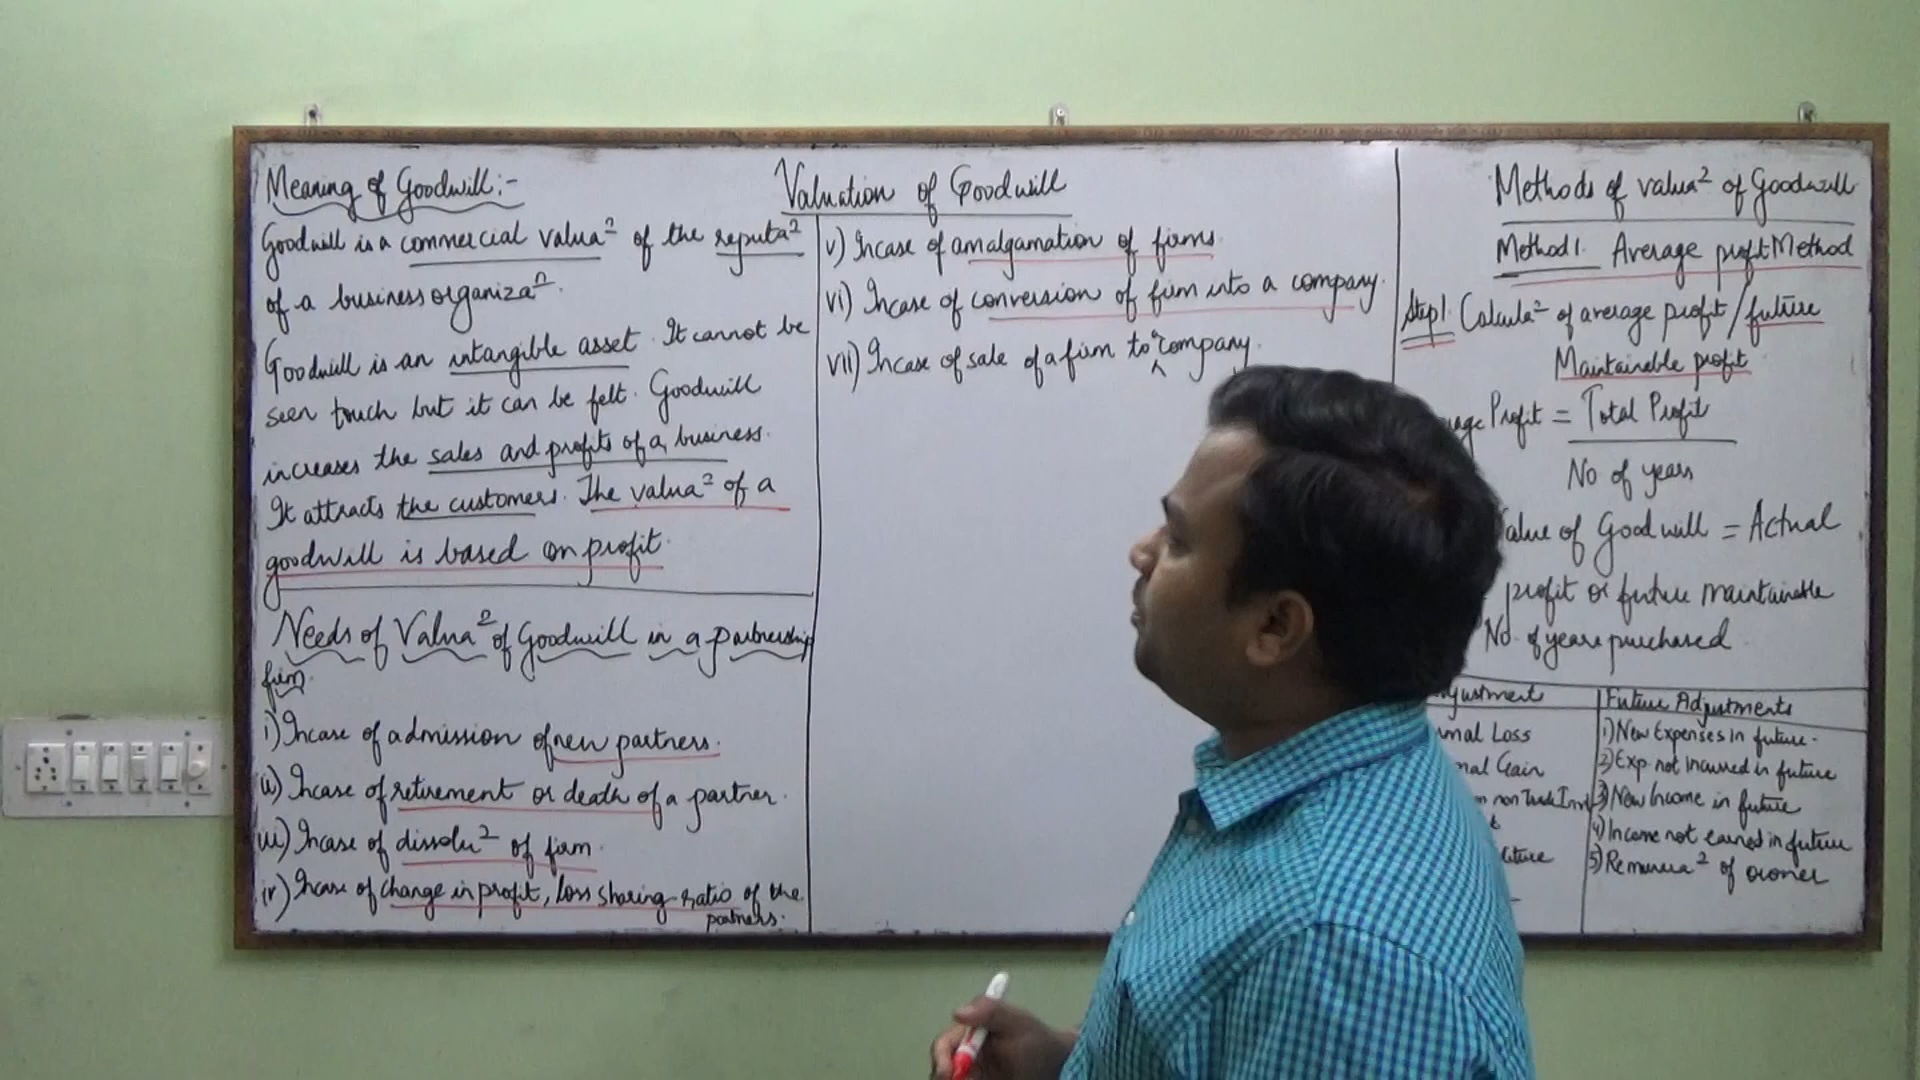 Valuation of Goodwill
Meaning of Goodwill:-
Goodwill is a commercial valua² of the reputa²
of a business organizaⁿ.
Goodwill is an intangible asset. It cannot be
seen touch but it can be felt. Goodwill
increases the sales and profits of a business.
It attracts the customers. The valua² of a
goodwill is based on profit.
Needs of Valua² of Goodwill in a partnership
firm.
i) Incase of admission of new partners.
ii) Incase of retirement or death of a partner.
iii) Incase of dissolu² of firm.
iv) Incase of change in profit, loss sharing ratio of the
partners.
v) Incase of amalgamation of firms.
vi) Incase of conversion of firm into a company.
vii) Incase of sale of a firm to a company.
Methods of valua² of Goodwill
Method 1. Average profit Method
Step 1. Calcula² of average profit / future
Maintainable profit
Profit = Total Profit
No of years
Value of Goodwill = Actual
profit or future maintainable
No. of years purchased
Loss
Gain
non Trade
Future Adjustments
1) New Expenses in future.
2) Exp. not incurred in future
3) New Income in future
4) Income not earned in future
5) Remunera² of owner